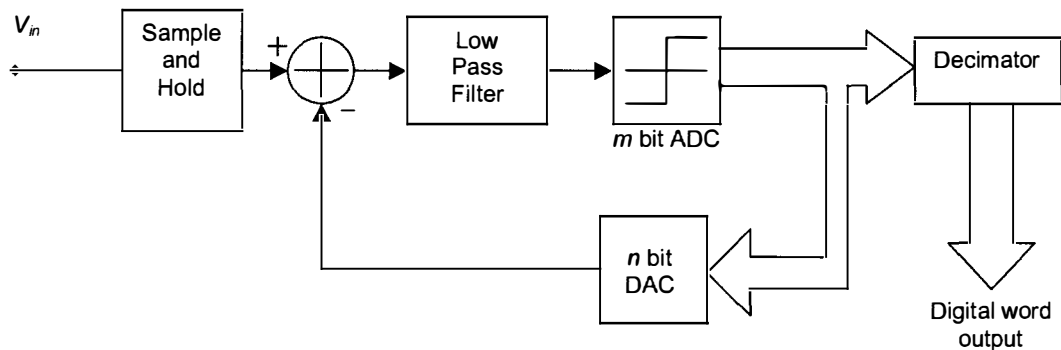 V_in
Sample
and
Hold
+
−
Low
Pass
Filter
m bit ADC
Decimator
n bit
DAC
Digital word
output